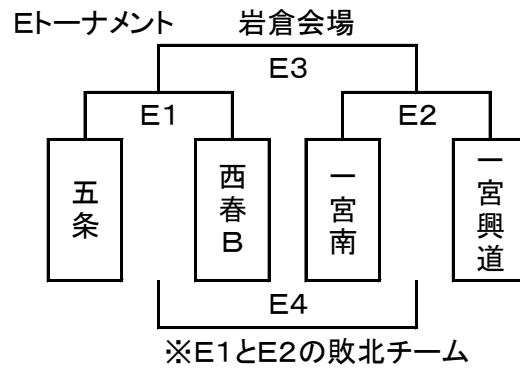 Eトーナメント 岩倉会場
E3
E1 E2
五条
西春B
一宮南
一宮興道
E4
※E1とE2の敗北チーム